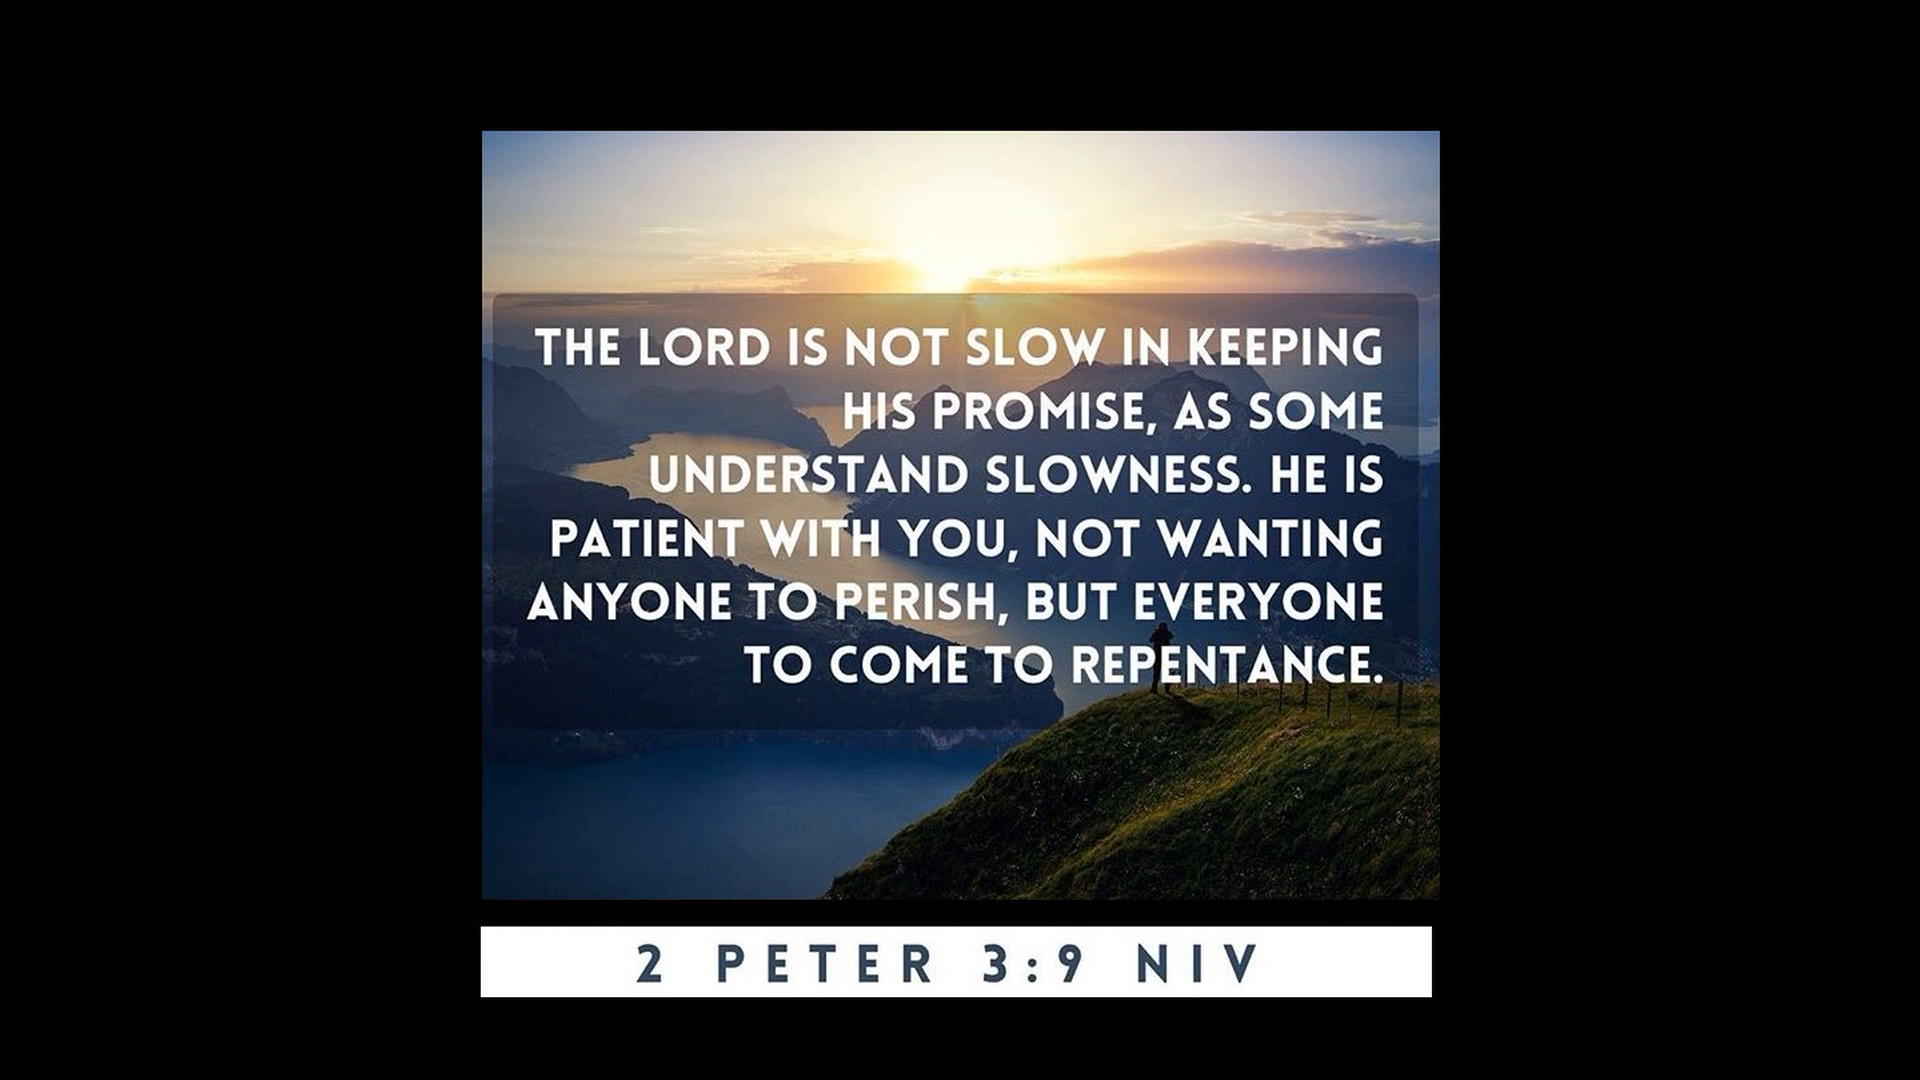 THE LORD IS NOT SLOW IN KEEPING
HIS PROMISE, AS SOME
UNDERSTAND SLOWNESS. HE IS
PATIENT WITH YOU, NOT WANTING
ANYONE TO PERISH, BUT EVERYONE
TO COME TO REPENTANCE.
2 PETER 3:9 NIV